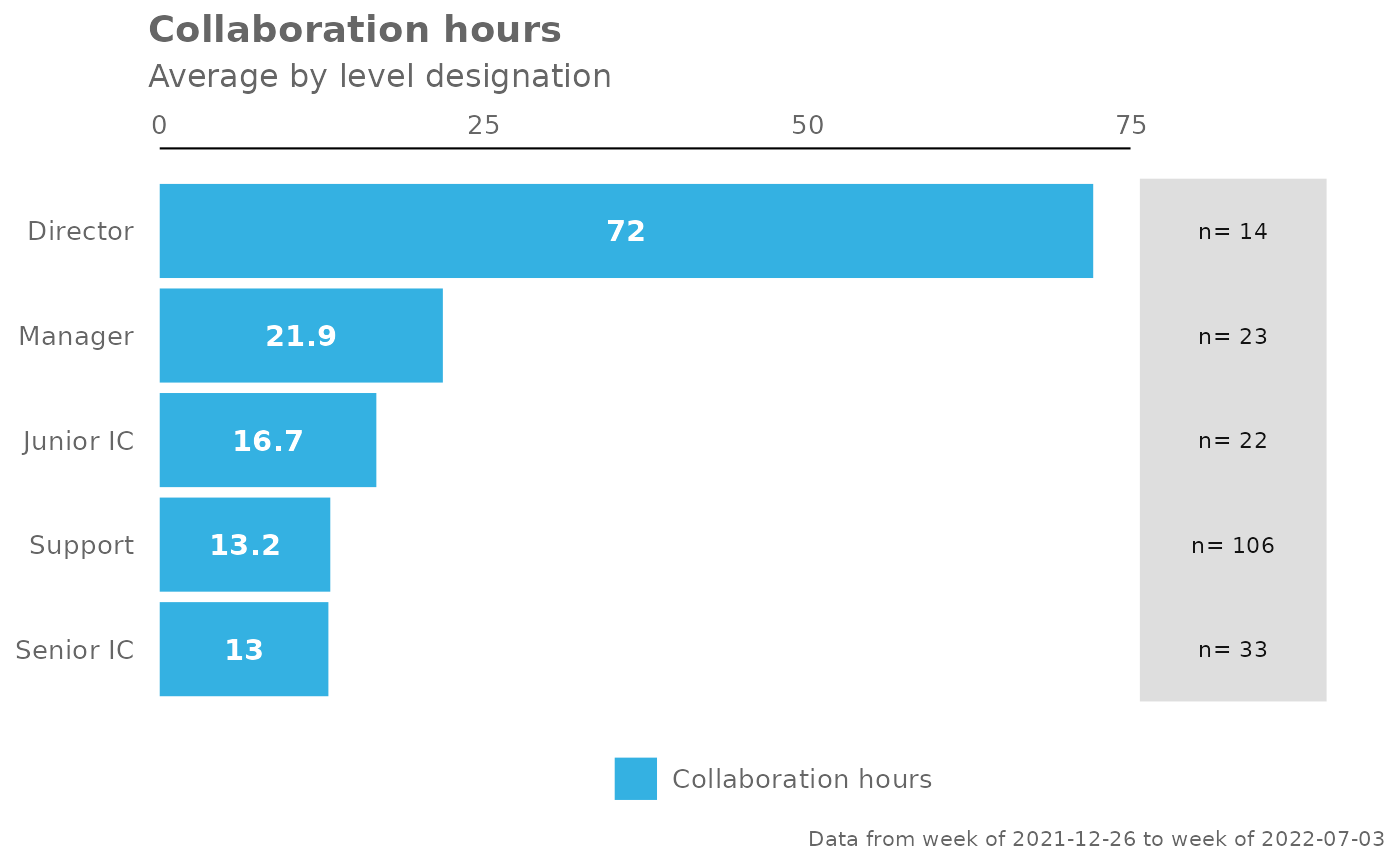 Collaboration hours
Average by level designation
0 25 50 75
Director 72 n= 14
Manager 21.9 n= 23
Junior IC 16.7 n= 22
Support 13.2 n= 106
Senior IC 13 n= 33
Collaboration hours
Data from week of 2021-12-26 to week of 2022-07-03